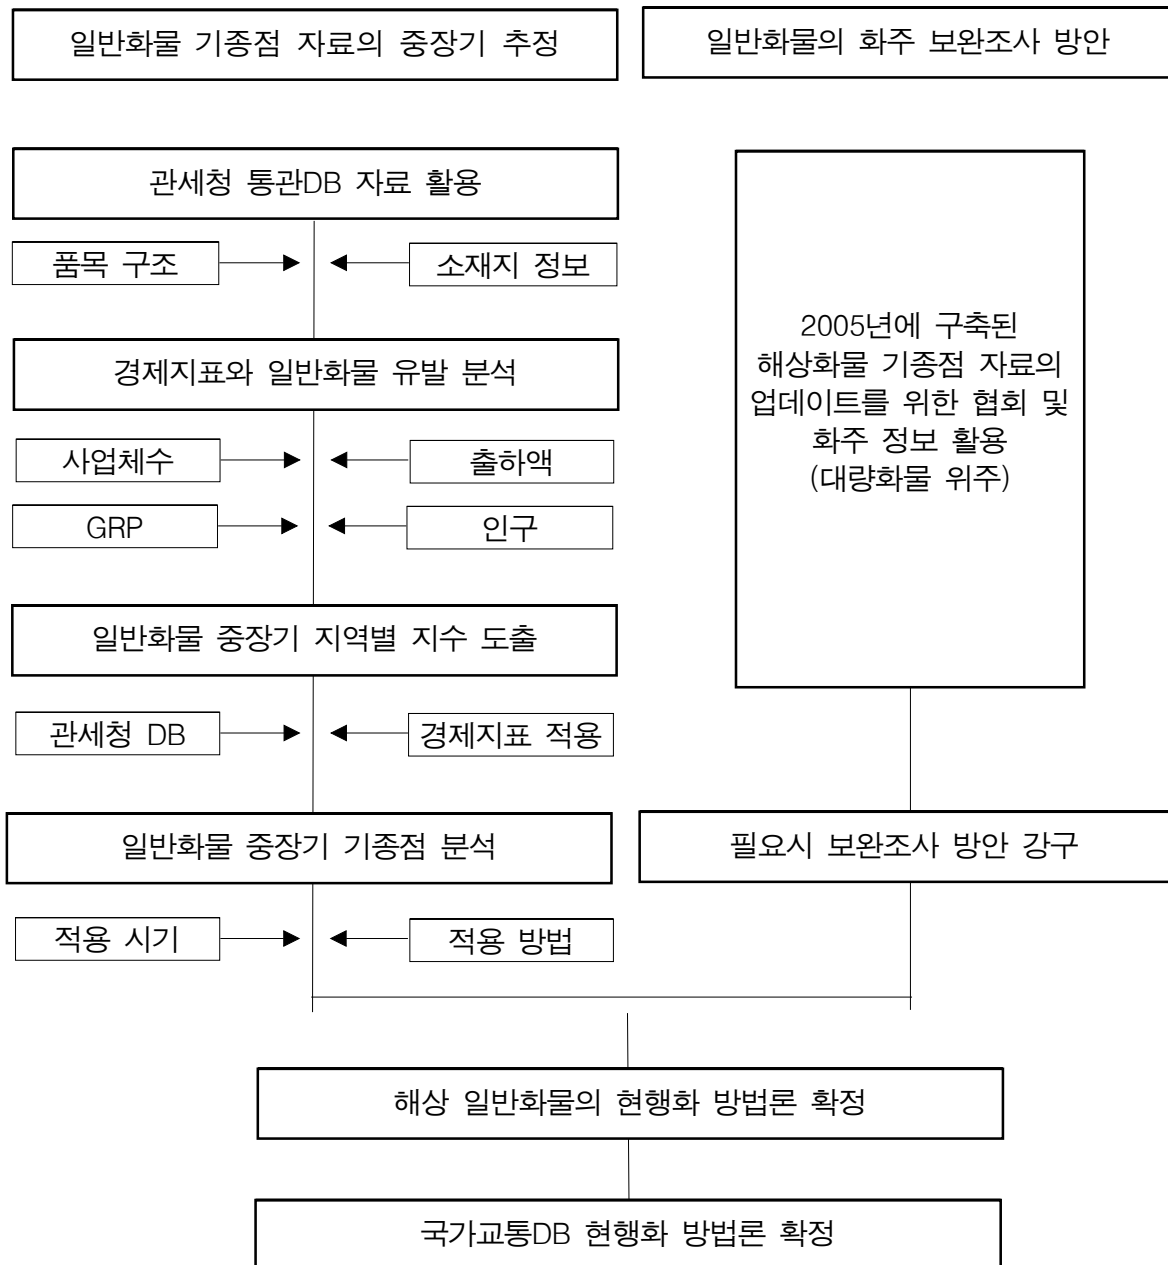 일반화물 기종점 자료의 중장기 추정
일반화물의 화주 보완조사 방안
관세청 통관DB 자료 활용
품목 구조
소재지 정보
경제지표와 일반화물 유발 분석
사업체수
출하액
GRP
인구
일반화물 중장기 지역별 지수 도출
관세청 DB
경제지표 적용
일반화물 중장기 기종점 분석
적용 시기
적용 방법
2005년에 구축된
해상화물 기종점 자료의
업데이트를 위한 협회 및
화주 정보 활용
(대량화물 위주)
필요시 보완조사 방안 강구
해상 일반화물의 현행화 방법론 확정
국가교통DB 현행화 방법론 확정